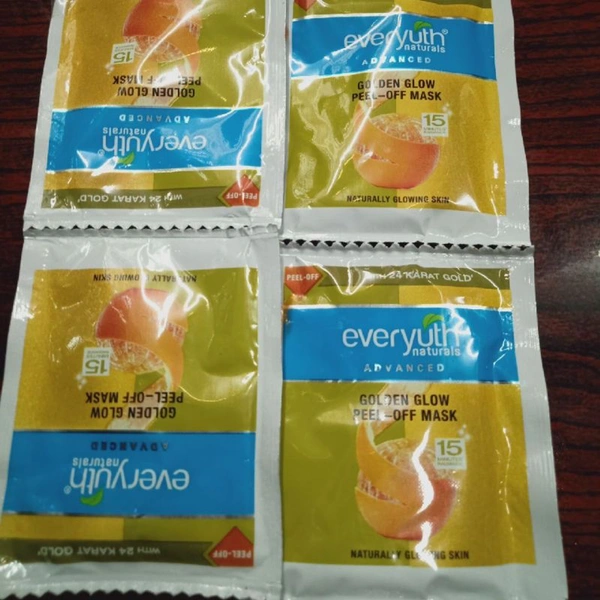 15
GOLDEN GLOW
PEEL-OFF MASK
everyuth®
naturals
ADVANCED
WITH 24 KARAT GOLD*
PEEL-OFF
everyuth®
naturals
ADVANCED
GOLDEN GLOW
PEEL-OFF MASK
15
NATURALLY GLOWING SKIN
PEEL-OFF
WITH 24 KARAT GOLD*
everyuth
naturals
ADVANCED
GOLDEN GLOW
PEEL-OFF MASK
15
NATURALLY GLOWING SKIN
PEEL-OFF
WITH 24 KARAT GOLD*
everyuth®
naturals
ADVANCED
GOLDEN GLOW
PEEL-OFF MASK
15
NATURALLY GLOWING SKIN